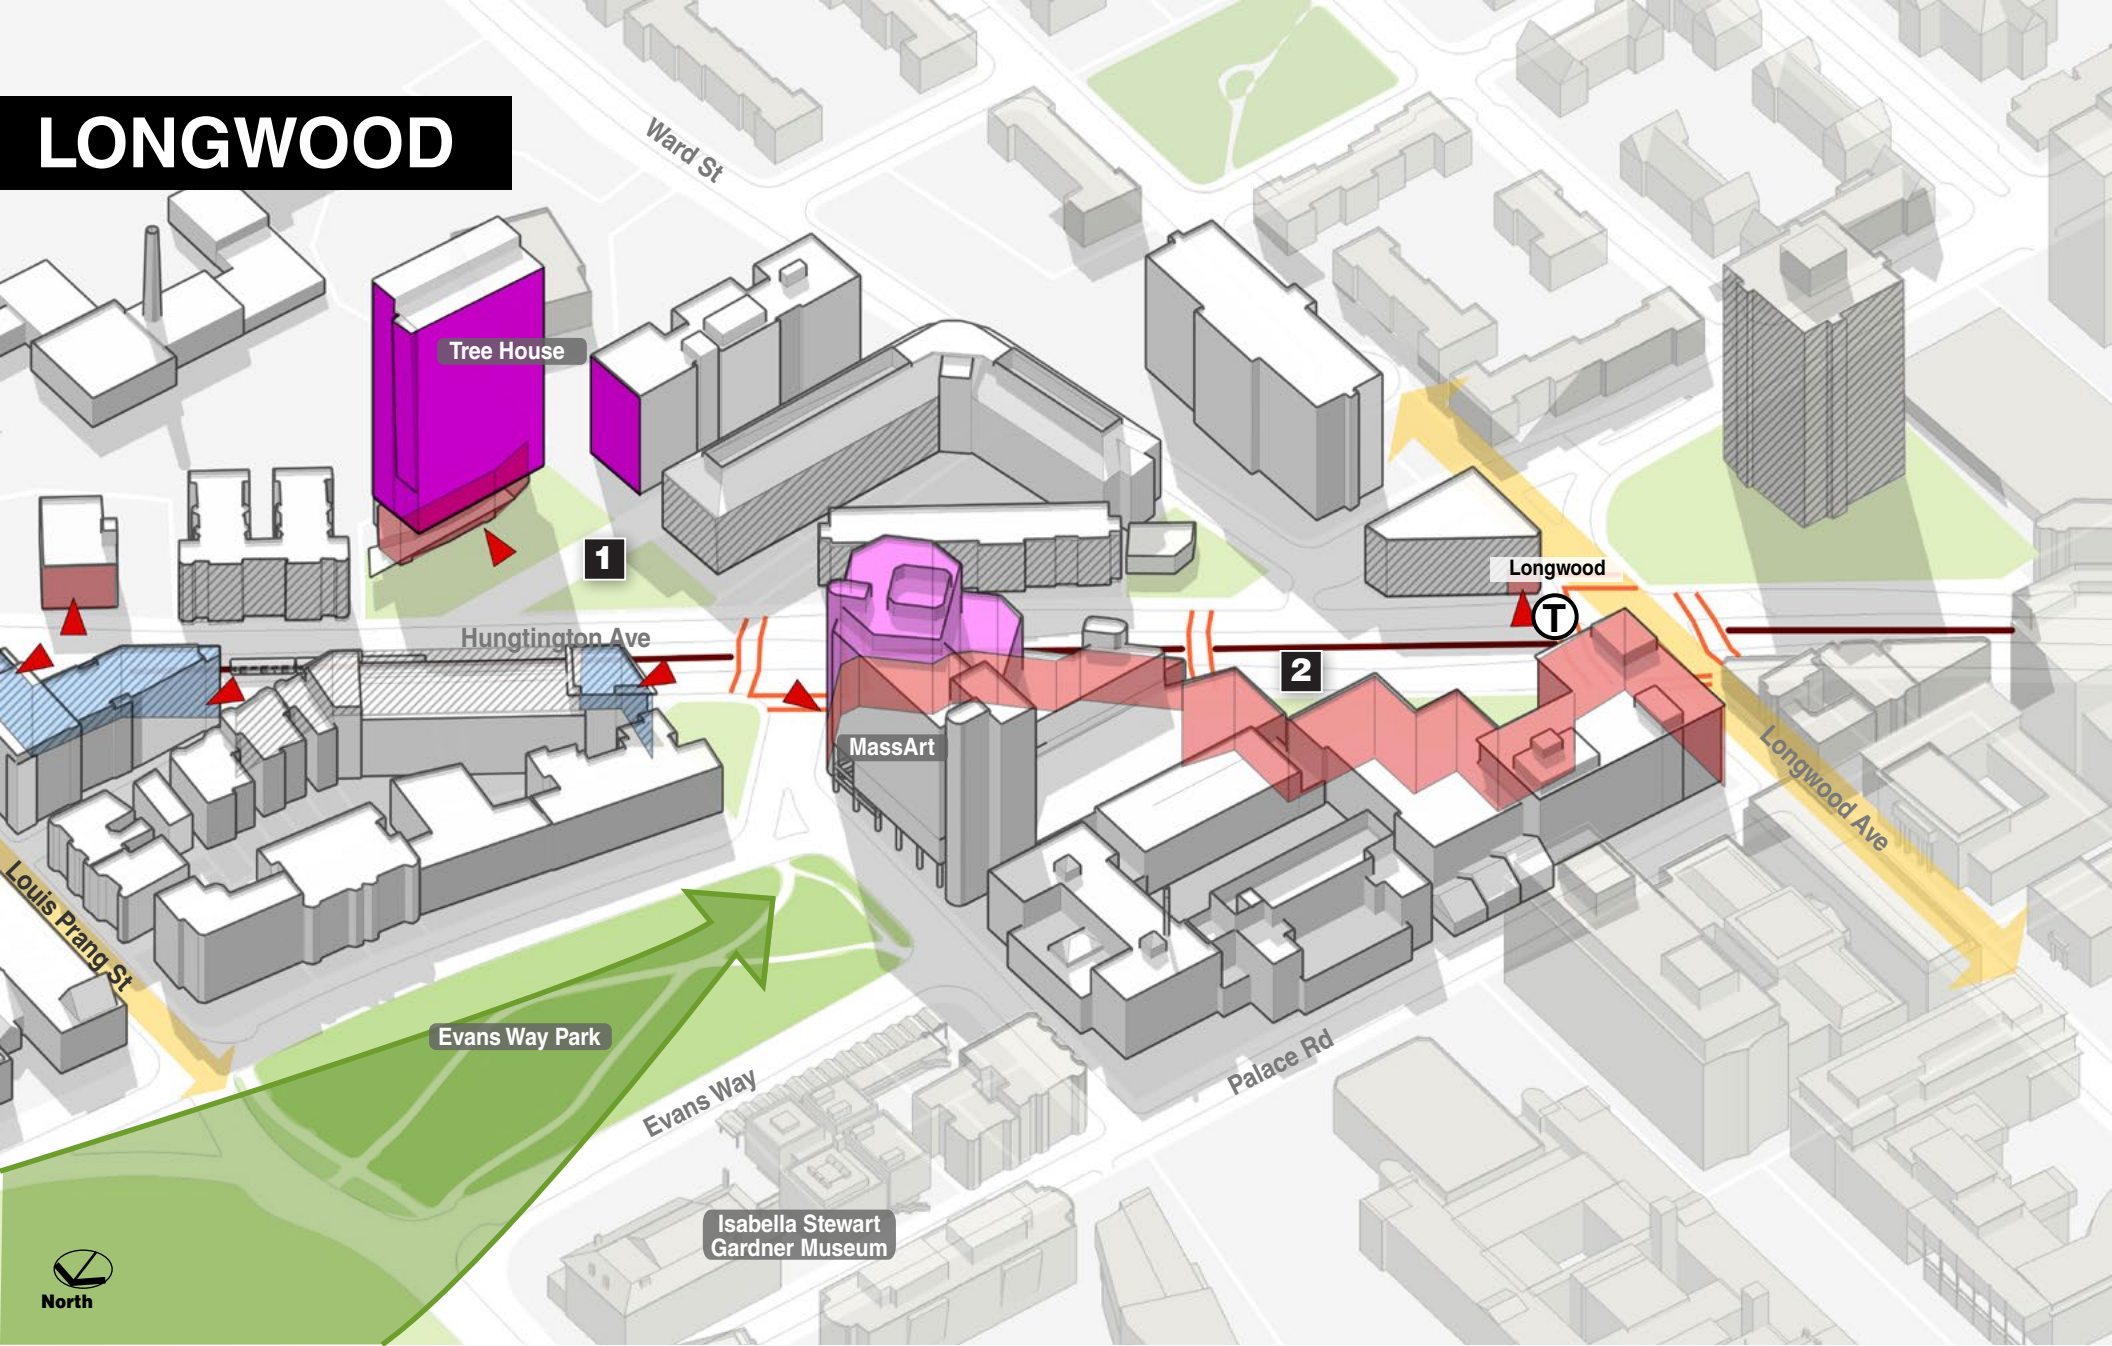 LONGWOOD
Ward St
Tree House
1
Longwood
T
Hungtington Ave
2
MassArt
Longwood Ave
Louis Prang St
Evans Way Park
Evans Way
Palace Rd
Isabella Stewart
Gardner Museum
North